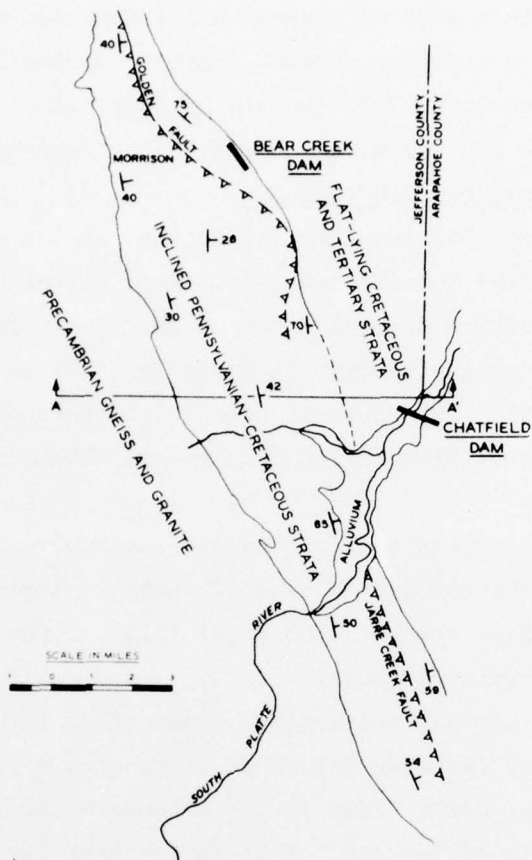 40
GOLDEN
FAULT
75
BEAR CREEK
DAM
MORRISON
40
JEFFERSON COUNTY
ARAPAHOE COUNTY
FLAT-LYING CRETACEOUS
AND TERTIARY STRATA
28
INCLINED PENNSYLVANIAN-CRETACEOUS STRATA
30
70
PRECAMBRIAN GNEISS AND GRANITE
A
42
A'
CHATFIELD
DAM
65
ALLUVIUM
SOUTH PLATTE RIVER
50
JARRE CREEK FAULT
59
54
SCALE IN MILES
1 0 1 2 3